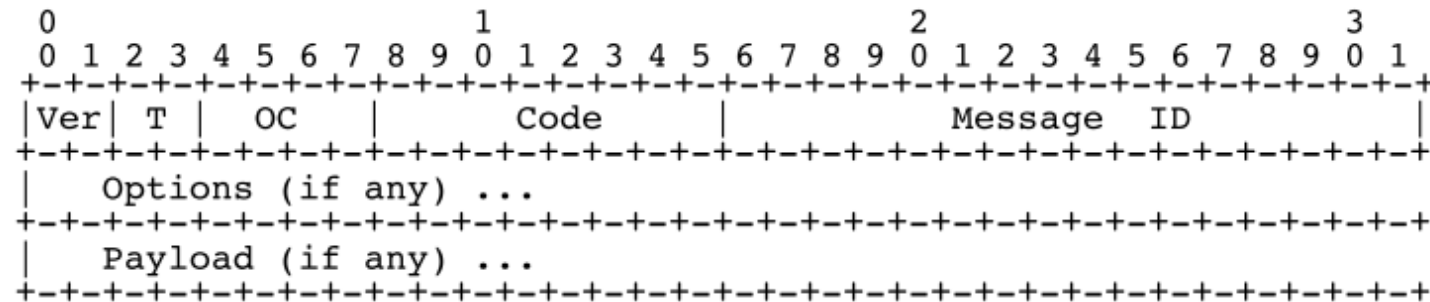 0                   1                   2                   3
 0 1 2 3 4 5 6 7 8 9 0 1 2 3 4 5 6 7 8 9 0 1 2 3 4 5 6 7 8 9 0 1
+-+-+-+-+-+-+-+-+-+-+-+-+-+-+-+-+-+-+-+-+-+-+-+-+-+-+-+-+-+-+-+-+
|Ver| T |  OC   |      Code     |          Message  ID          |
+-+-+-+-+-+-+-+-+-+-+-+-+-+-+-+-+-+-+-+-+-+-+-+-+-+-+-+-+-+-+-+-+
|   Options (if any) ...
+-+-+-+-+-+-+-+-+-+-+-+-+-+-+-+-+-+-+-+-+-+-+-+-+-+-+-+-+-+-+-+-+
|   Payload (if any) ...
+-+-+-+-+-+-+-+-+-+-+-+-+-+-+-+-+-+-+-+-+-+-+-+-+-+-+-+-+-+-+-+-+